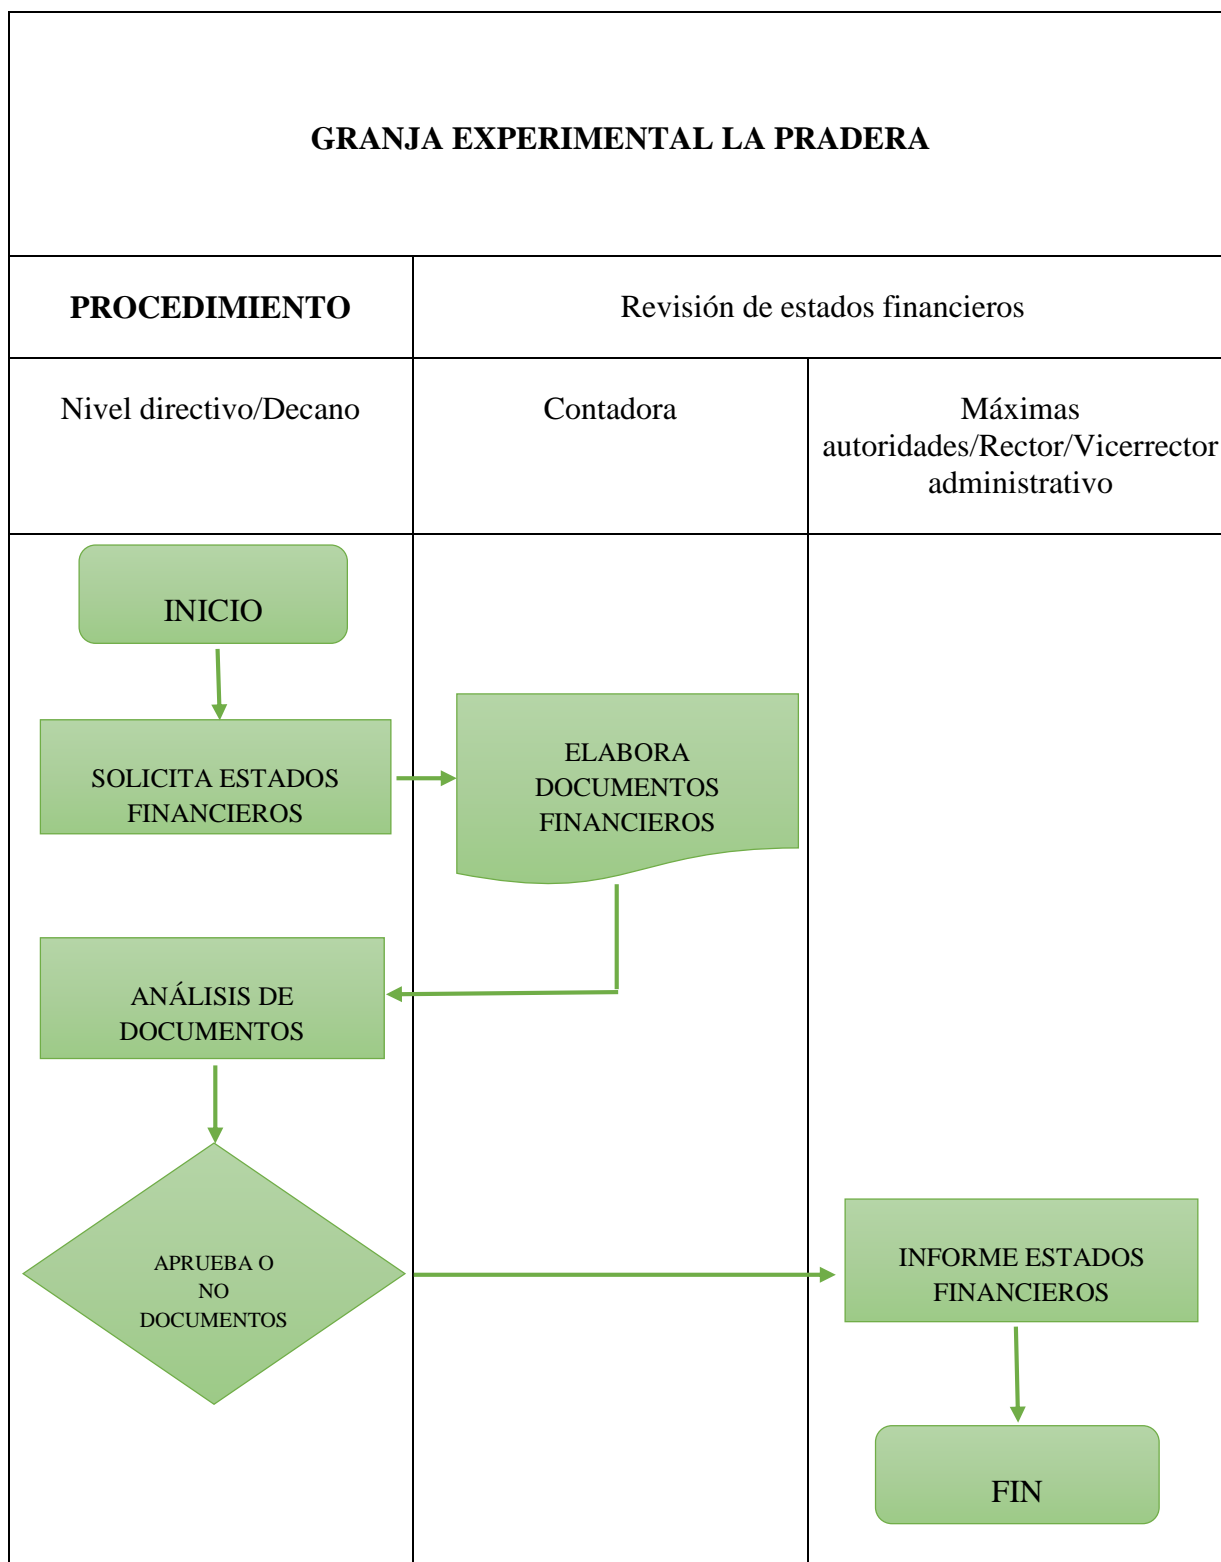 GRANJA EXPERIMENTAL LA PRADERA
PROCEDIMIENTO
Revisión de estados financieros
Nivel directivo/Decano
Contadora
Máximas
autoridades/Rector/Vicerrector
administrativo
INICIO
SOLICITA ESTADOS
FINANCIEROS
ELABORA
DOCUMENTOS
FINANCIEROS
ANÁLISIS DE
DOCUMENTOS
APRUEBA O
NO
DOCUMENTOS
INFORME ESTADOS
FINANCIEROS
FIN